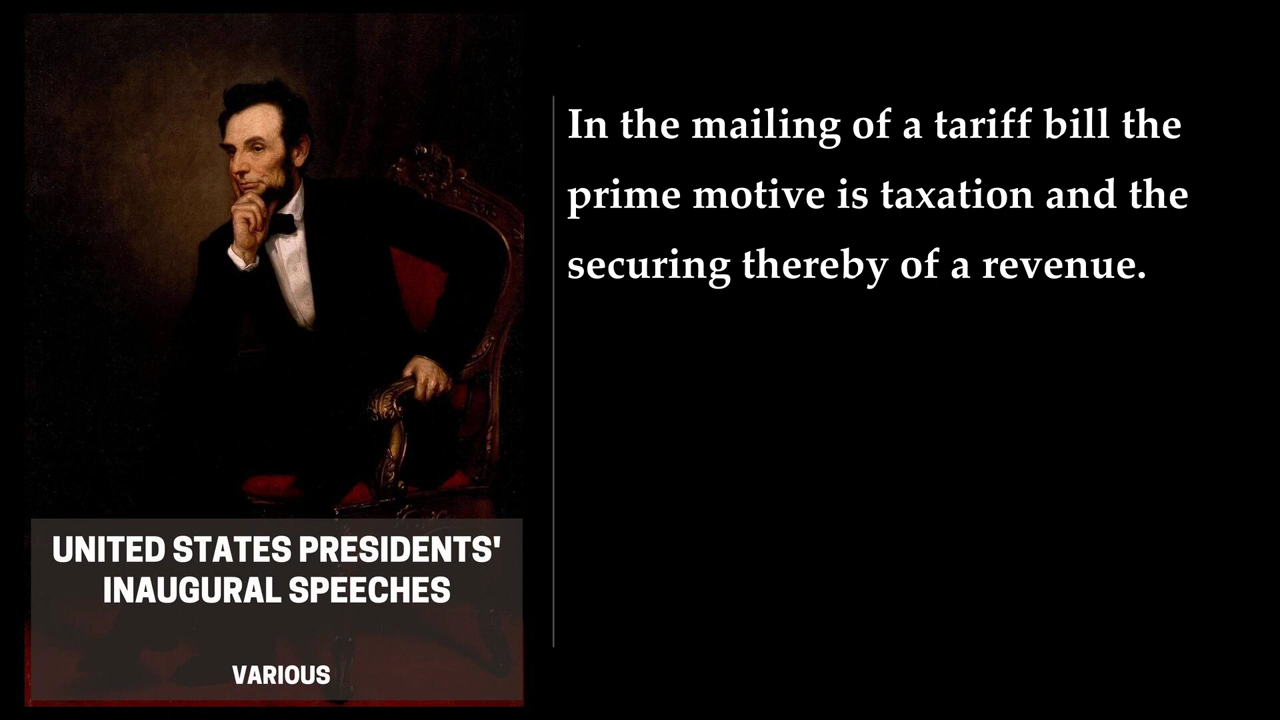 In the mailing of a tariff bill the
prime motive is taxation and the
securing thereby of a revenue.
UNITED STATES PRESIDENTS'
INAUGURAL SPEECHES
VARIOUS